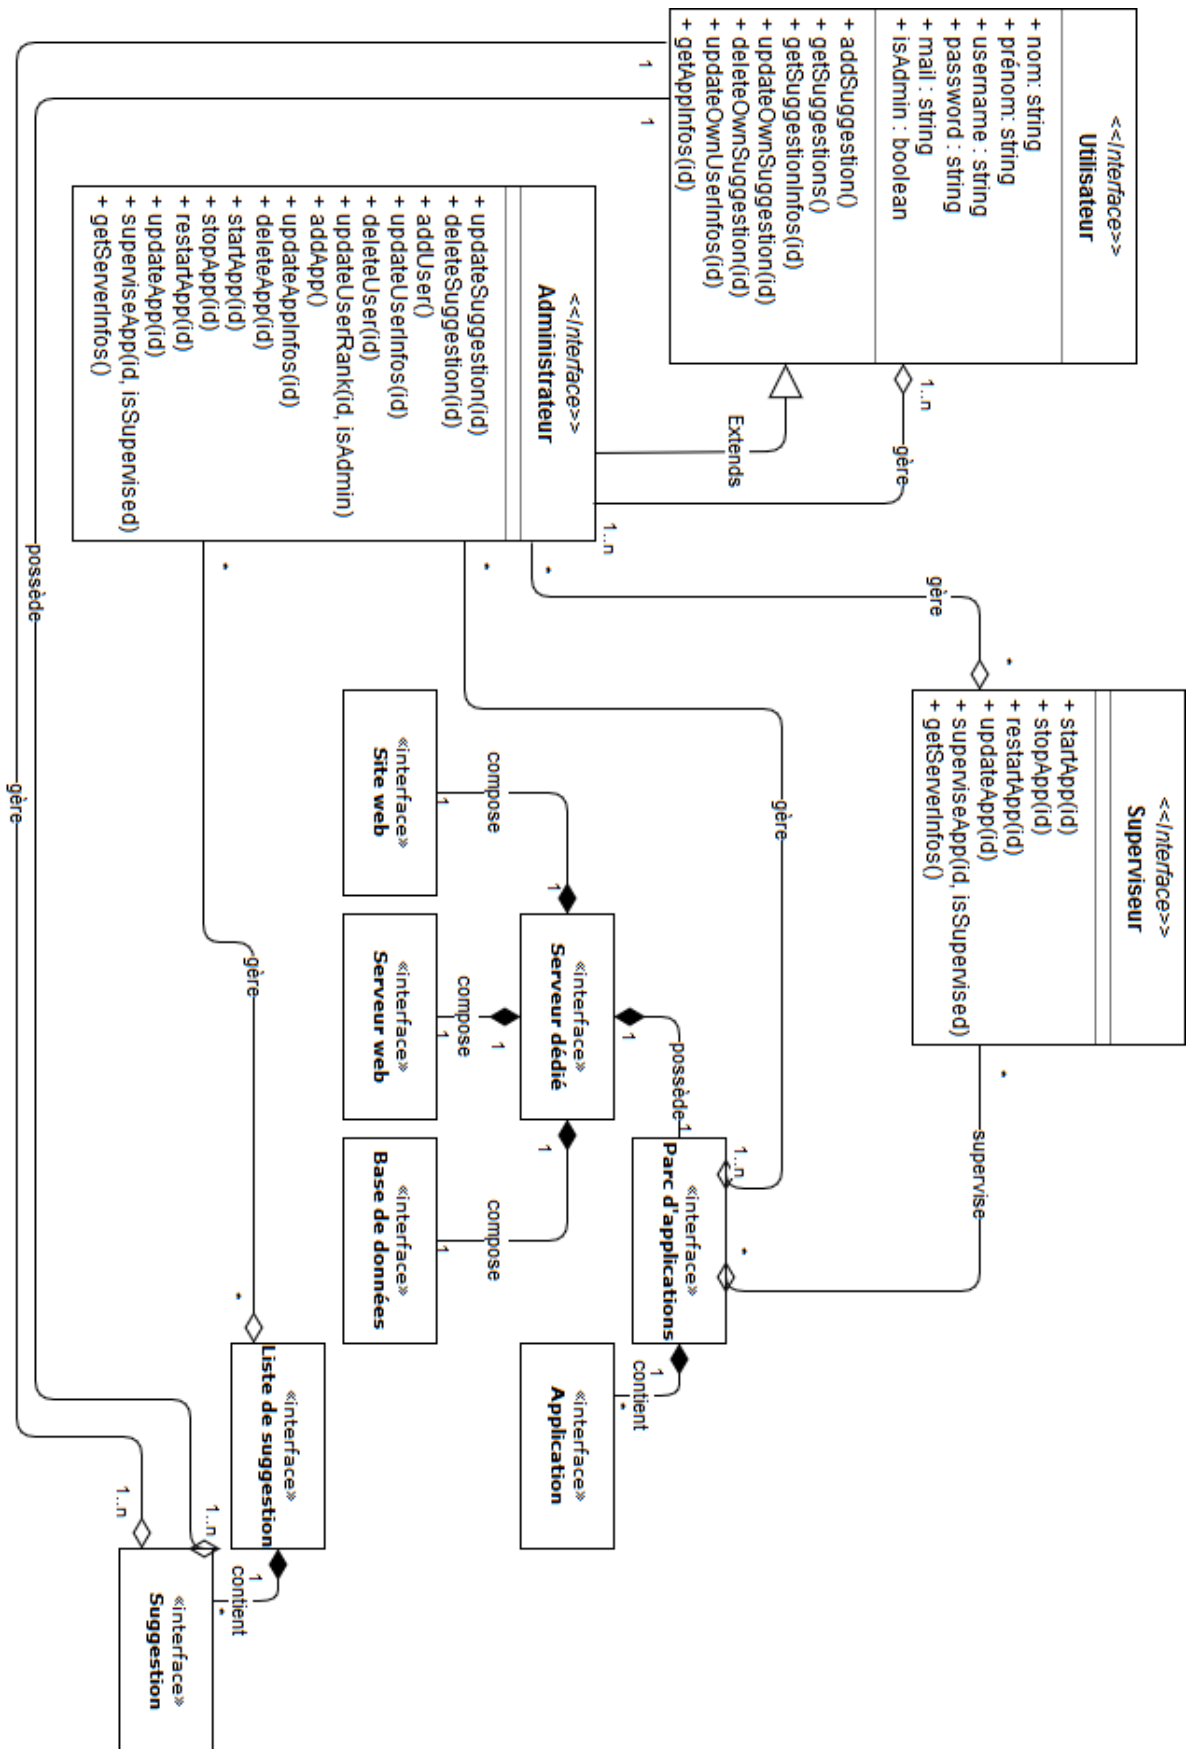 <<Interface>>
Utilisateur
+ nom: string
+ prénom: string
+ username : string
+ password : string
+ mail : string
+ isAdmin : boolean
+ addSuggestion()
+ getSuggestions()
+ getSuggestionInfos(id)
+ updateOwnSuggestion(id)
+ deleteOwnSuggestion(id)
+ updateOwnUserInfos(id)
+ getAppInfos(id)
1
1
1..n
gère
Extends
1..n
<<Interface>>
Administrateur
+ updateSuggestion(id)
+ deleteSuggestion(id)
+ addUser()
+ updateUserInfos(id)
+ deleteUser(id)
+ updateUserRank(id, isAdmin)
+ addApp()
+ updateAppInfos(id)
+ deleteApp(id)
+ startApp(id)
+ stopApp(id)
+ restartApp(id)
+ updateApp(id)
+ superviseApp(id, isSupervised)
+ getServerInfos()
*
gère
*
<<Interface>>
Superviseur
+ startApp(id)
+ stopApp(id)
+ restartApp(id)
+ updateApp(id)
+ superviseApp(id, isSupervised)
+ getServerInfos()
*
supervise
*
*
gère
1..n
*
gère
*
possède
gère
«interface»
Site web
1
compose
1
«interface»
Serveur web
1
compose
1
«interface»
Base de données
1
compose
1
«interface»
Serveur dédié
1
possède
1
«interface»
Parc d'applications
1
contient
*
«interface»
Application
«interface»
Liste de suggestion
1
contient
*
1..n
1..n
«interface»
Suggestion